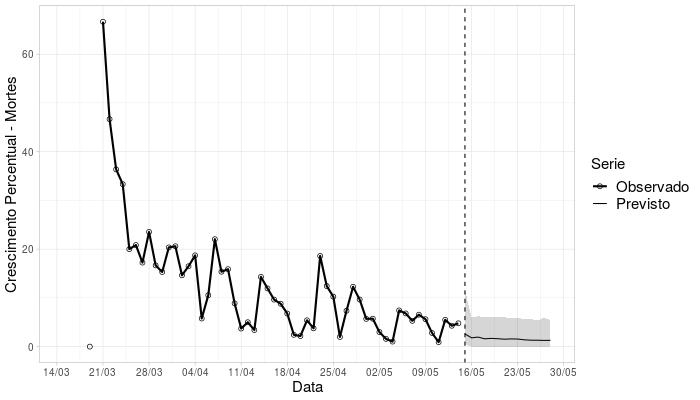 Crescimento Percentual - Mortes
60
40
20
0
14/03 21/03 28/03 04/04 11/04 18/04 25/04 02/05 09/05 16/05 23/05 30/05
Data
Serie
Observado
Previsto